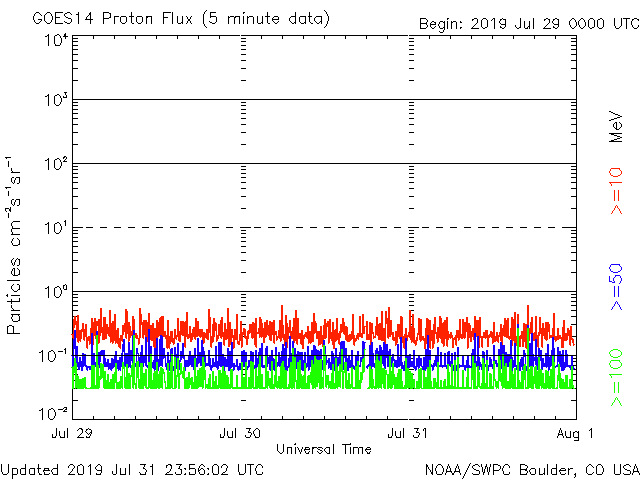 GOES14 Proton Flux (5 minute data)
Begin: 2019 Jul 29 0000 UTC
10⁴
10³
10²
10¹
10⁰
10⁻¹
10⁻²
Particles cm⁻²s⁻¹sr⁻¹
MeV
>=10
>=50
>=100
Jul 29 Jul 30 Jul 31 Aug 1
Universal Time
Updated 2019 Jul 31 23:56:02 UTC
NOAA/SWPC Boulder, CO USA